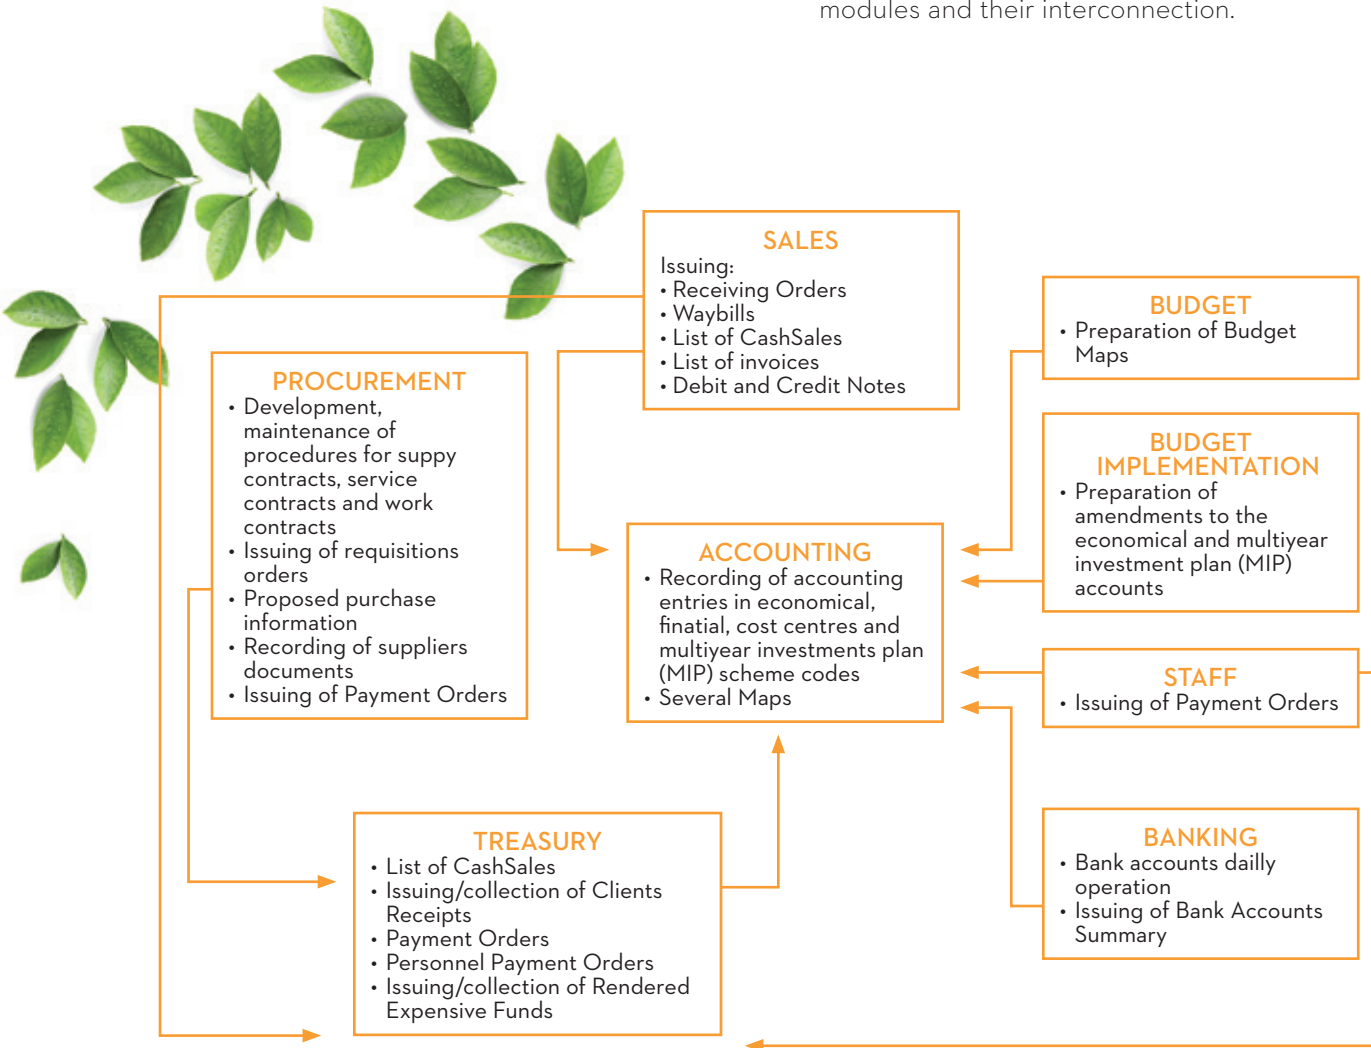 modules and their interconnection.
SALES
Issuing:
• Receiving Orders
• Waybills
• List of CashSales
• List of invoices
• Debit and Credit Notes
BUDGET
• Preparation of Budget
Maps
PROCUREMENT
• Development,
maintenance of
procedures for suppy
contracts, service
contracts and work
contracts
• Issuing of requisitions
orders
• Proposed purchase
information
• Recording of suppliers
documents
• Issuing of Payment Orders
BUDGET
IMPLEMENTATION
• Preparation of
amendments to the
economical and multiyear
investment plan (MIP)
accounts
ACCOUNTING
• Recording of accounting
entries in economical,
finatial, cost centres and
multiyear investments plan
(MIP) scheme codes
• Several Maps
STAFF
• Issuing of Payment Orders
TREASURY
• List of CashSales
• Issuing/collection of Clients
Receipts
• Payment Orders
• Personnel Payment Orders
• Issuing/collection of Rendered
Expensive Funds
BANKING
• Bank accounts dailly
operation
• Issuing of Bank Accounts
Summary